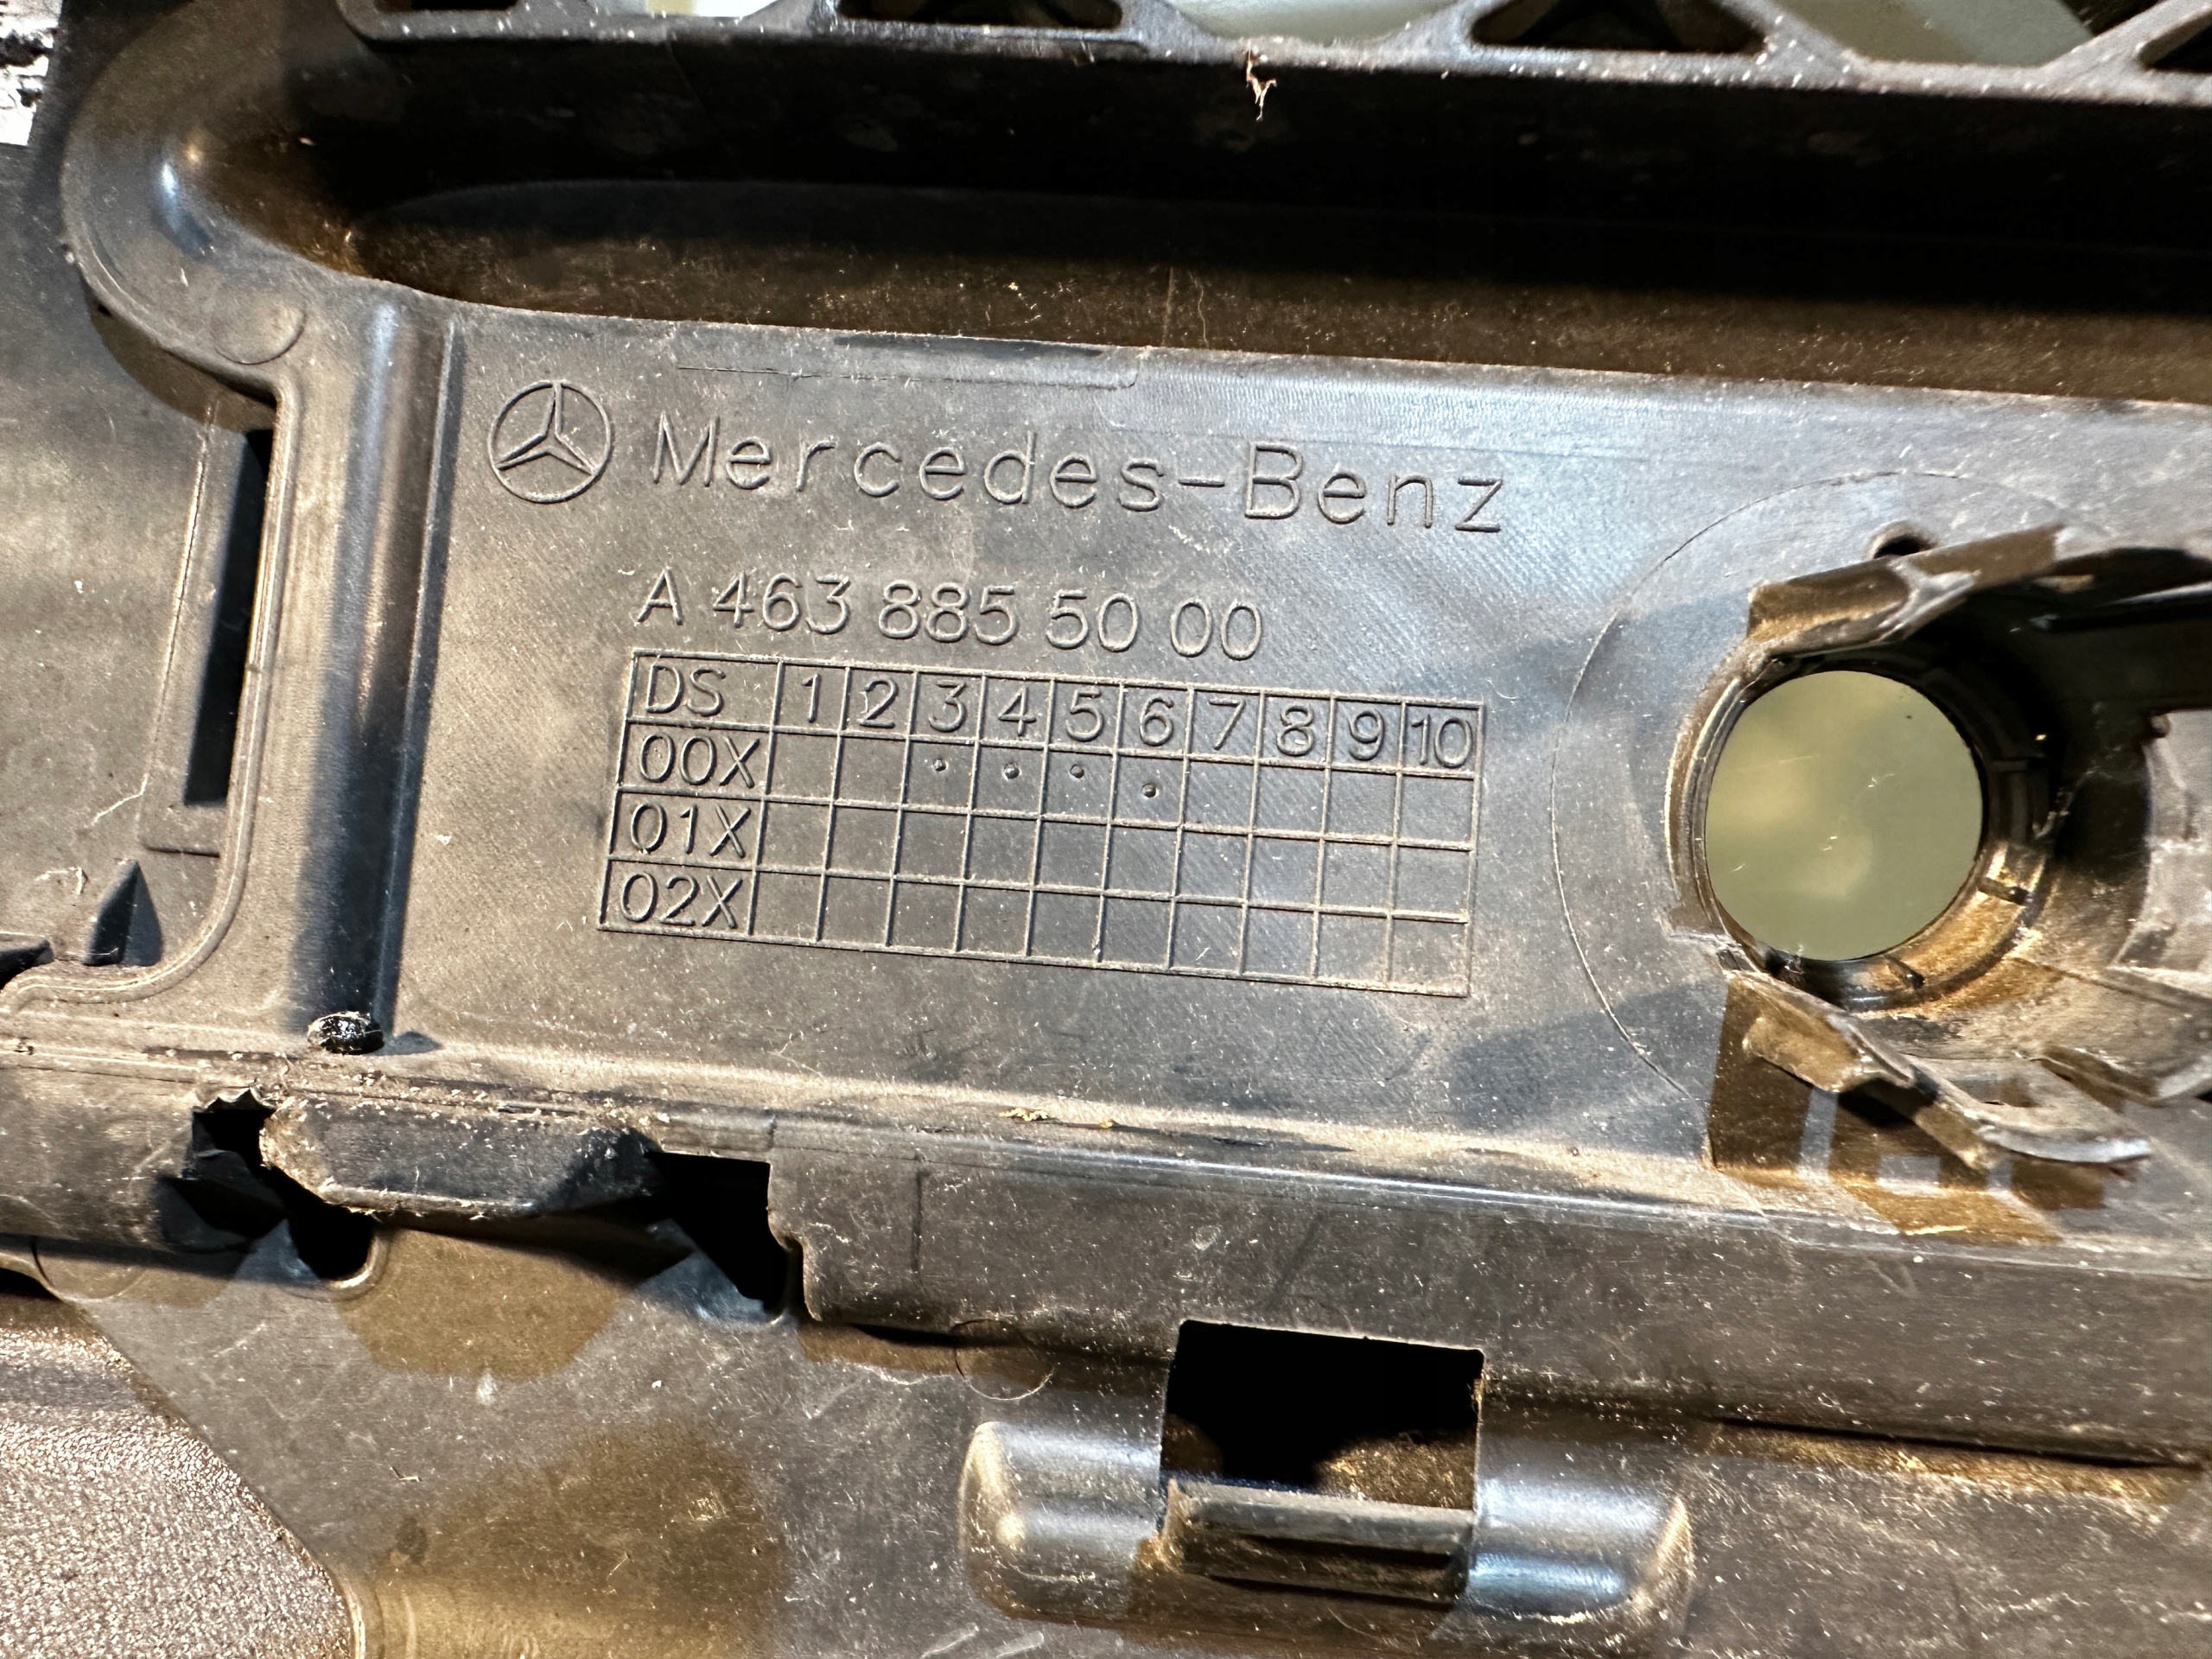 Mercedes-Benz
A 463 885 50 00
DS 1 2 3 4 5 6 7 8 9 10
00X
01X
02X